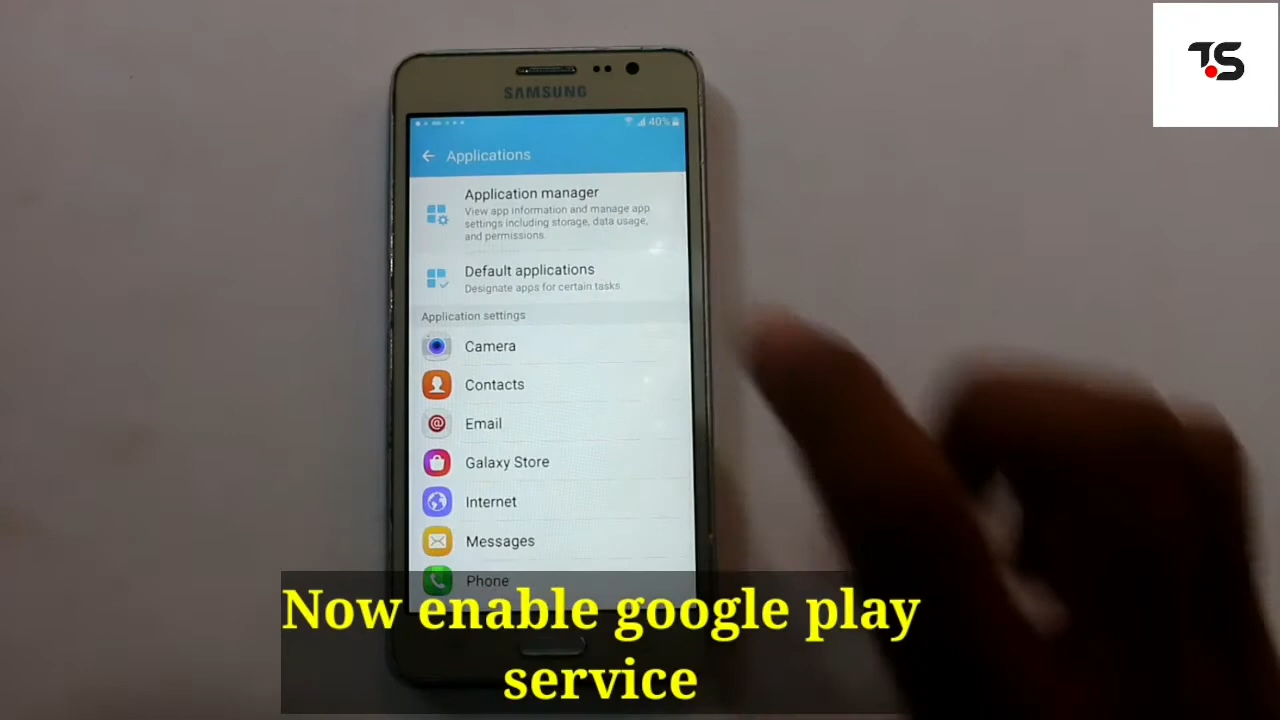 T.S
SAMSUNG
40%
Applications
Application manager
View app information and manage app
settings including storage, data usage,
and permissions.
Default applications
Designate apps for certain tasks.
Application settings
Camera
Contacts
Email
Galaxy Store
Internet
Messages
Phone
Now enable google play
service